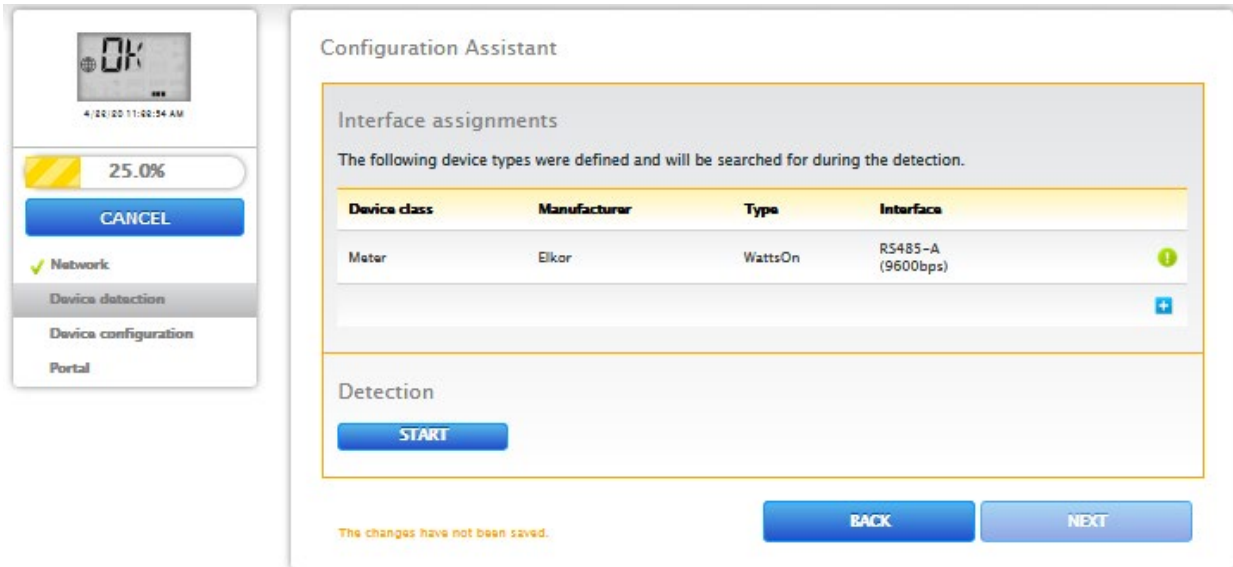 OK
Configuration Assistant
25.0%
CANCEL
Network
Device detection
Device configuration
Portal
Interface assignments
The following device types were defined and will be searched for during the detection.
Device class Manufacturer Type Interface
Meter Elkor WattsOn RS485-A
(9600bps)
Detection
START
The changes have not been saved.
BACK NEXT